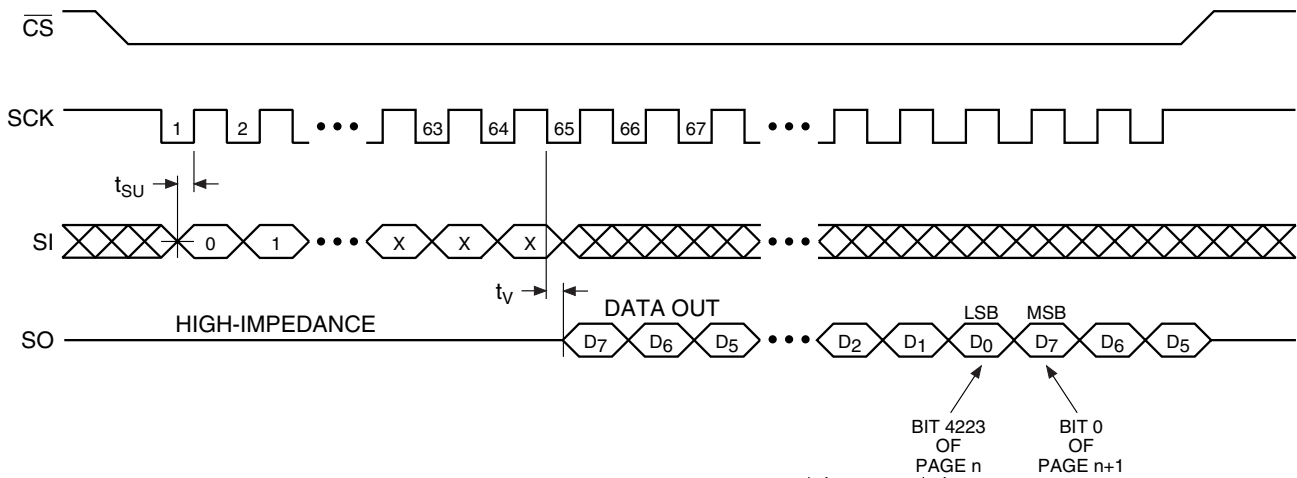 CS
SCK 1 2 ••• 63 64 65 66 67 •••
tSU
SI 0 1 ••• X X X •••
tV
HIGH-IMPEDANCE DATA OUT LSB MSB
SO D7 D6 D5 ••• D2 D1 D0 D7 D6 D5
BIT 4223
OF
PAGE n
BIT 0
OF
PAGE n+1